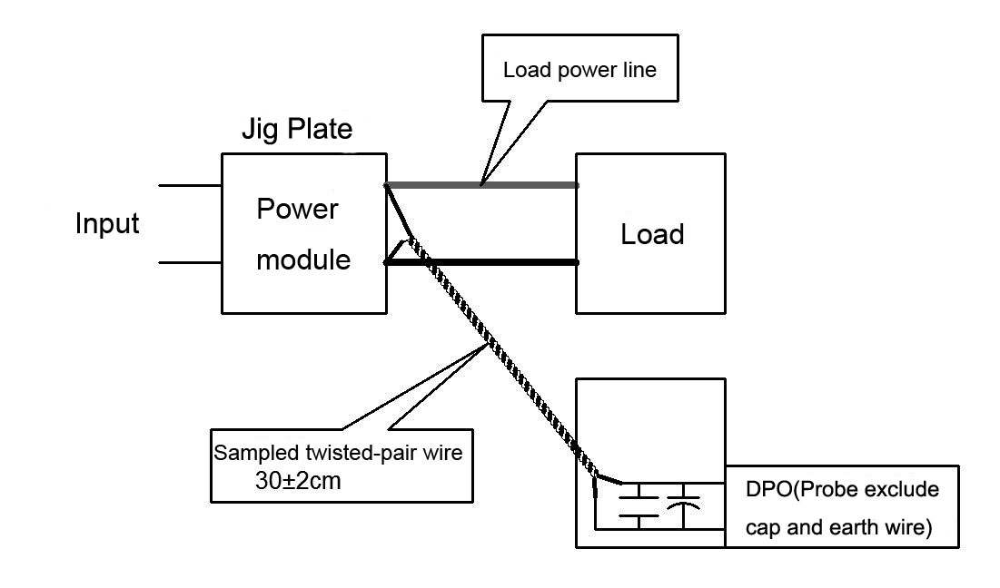 Load power line
Jig Plate
Input
Power
module
Load
Sampled twisted-pair wire
30±2cm
DPO(Probe exclude
cap and earth wire)